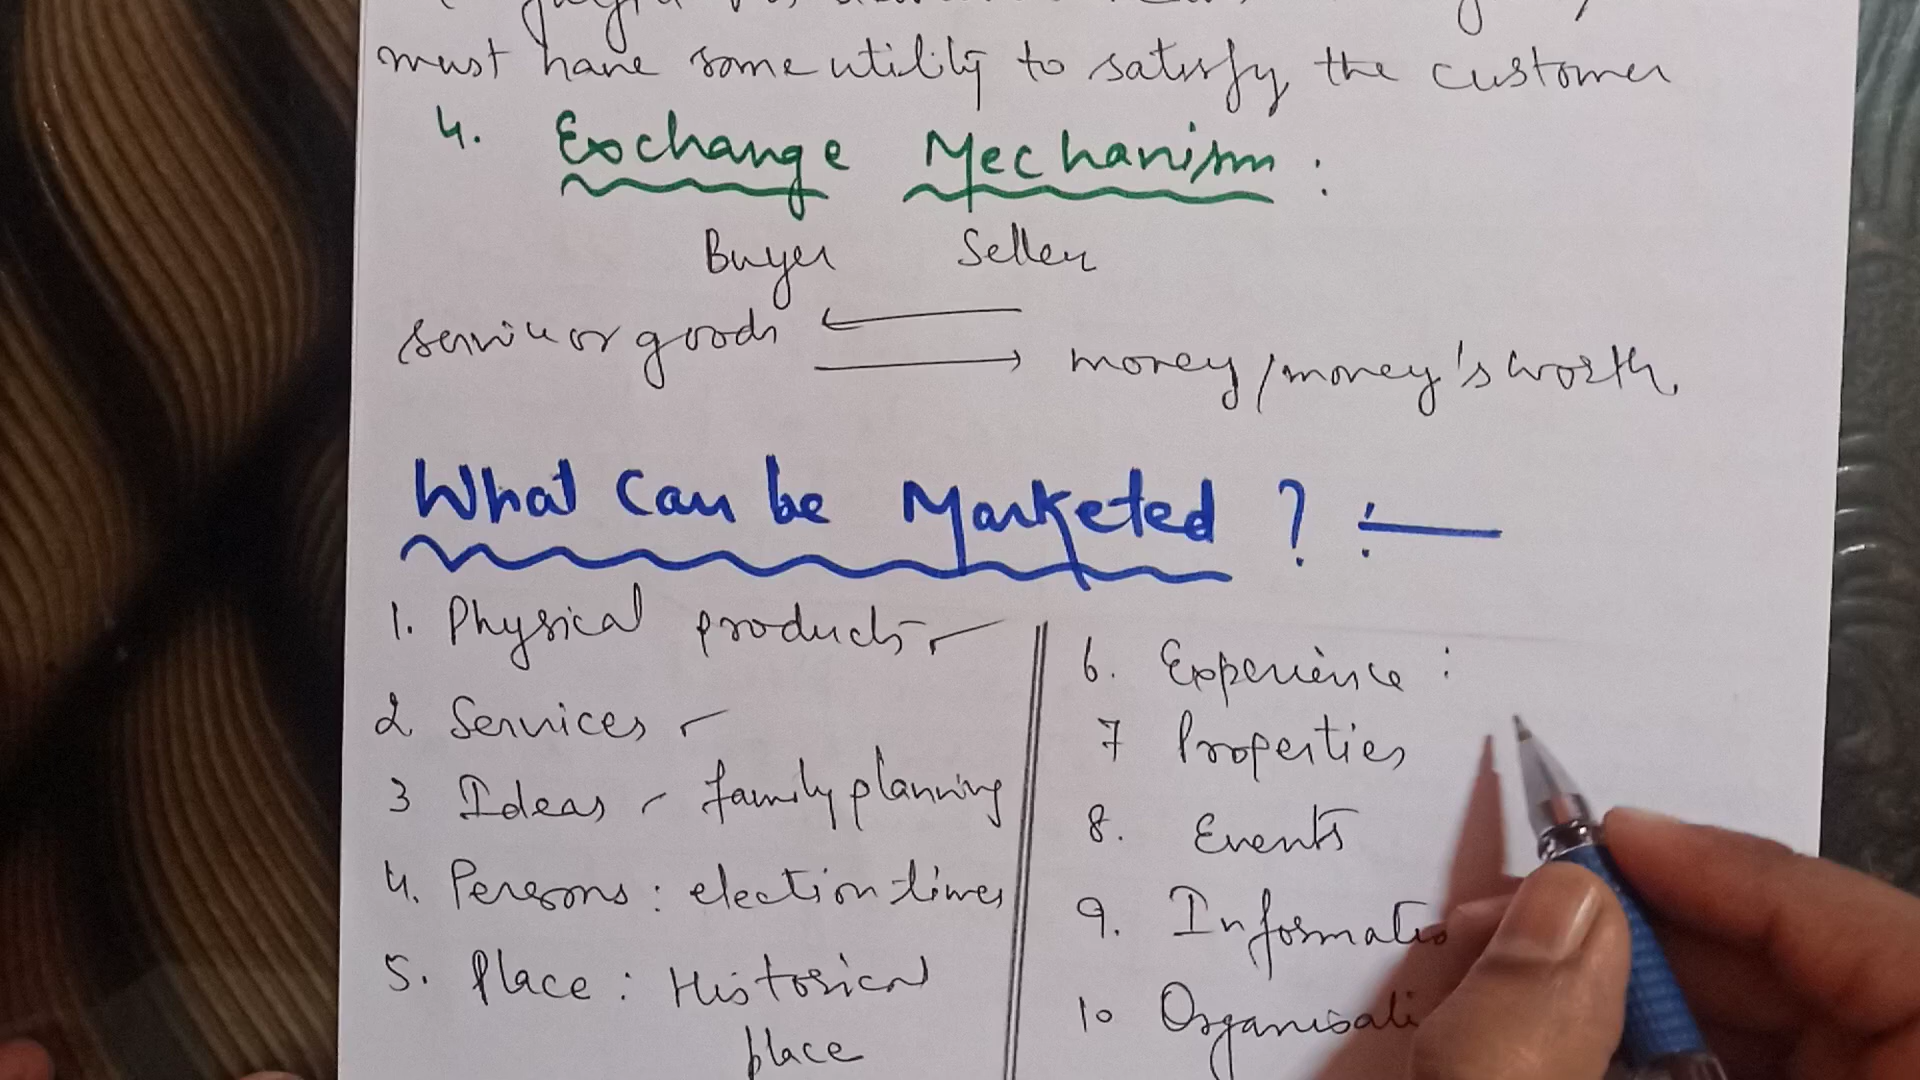 must have some utility to satisfy the customer
4. Exchange Mechanism :
Buyer Seller
service or goods
money/money's worth.
What can be Marketed ? :-
1. Physical products
2 Services
3 Ideas - family planning
4. Persons : election times
5. Place : Historical
place
6. Experience :
7 Properties
8. Events
9. Informatio
10 Organisati